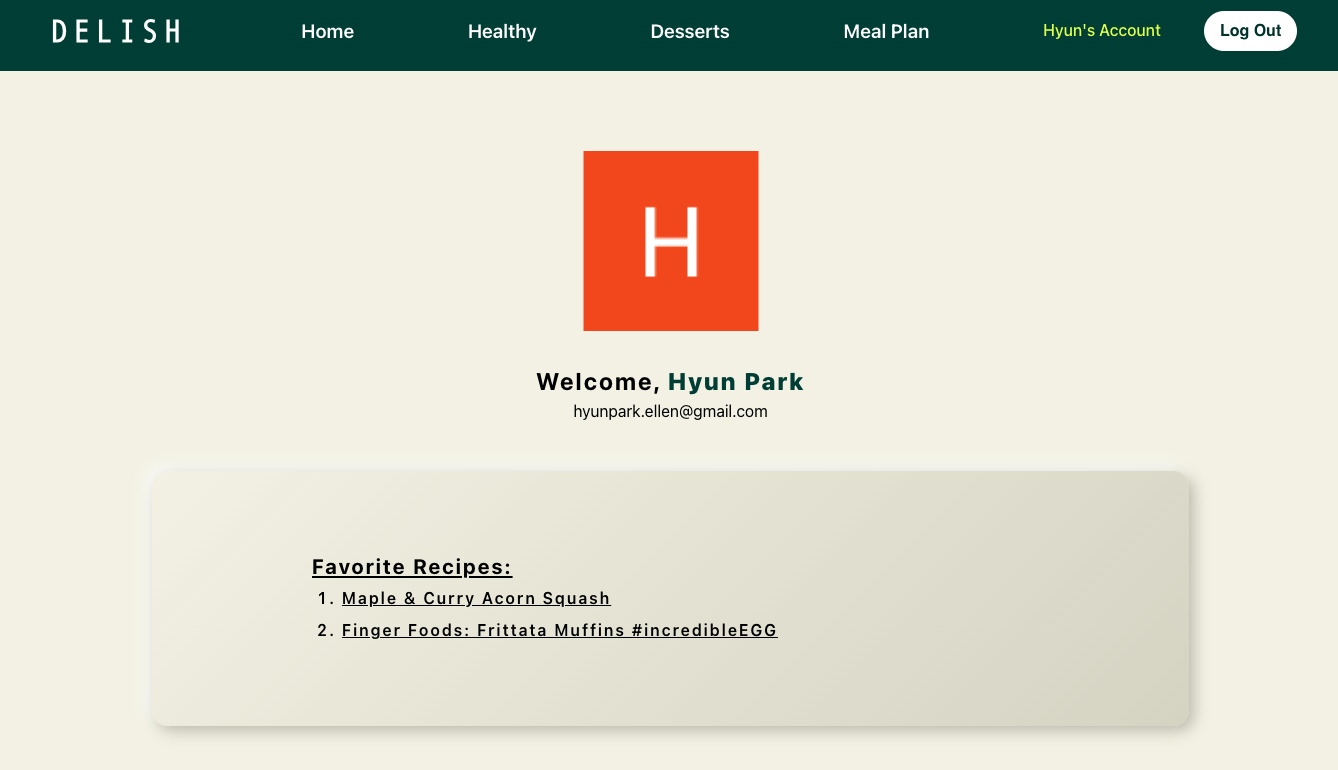 DELISH Home Healthy Desserts Meal Plan Hyun's Account Log Out
H
Welcome, Hyun Park
hyunpark.ellen@gmail.com
Favorite Recipes:
1. Maple & Curry Acorn Squash
2. Finger Foods: Frittata Muffins #incredibleEGG